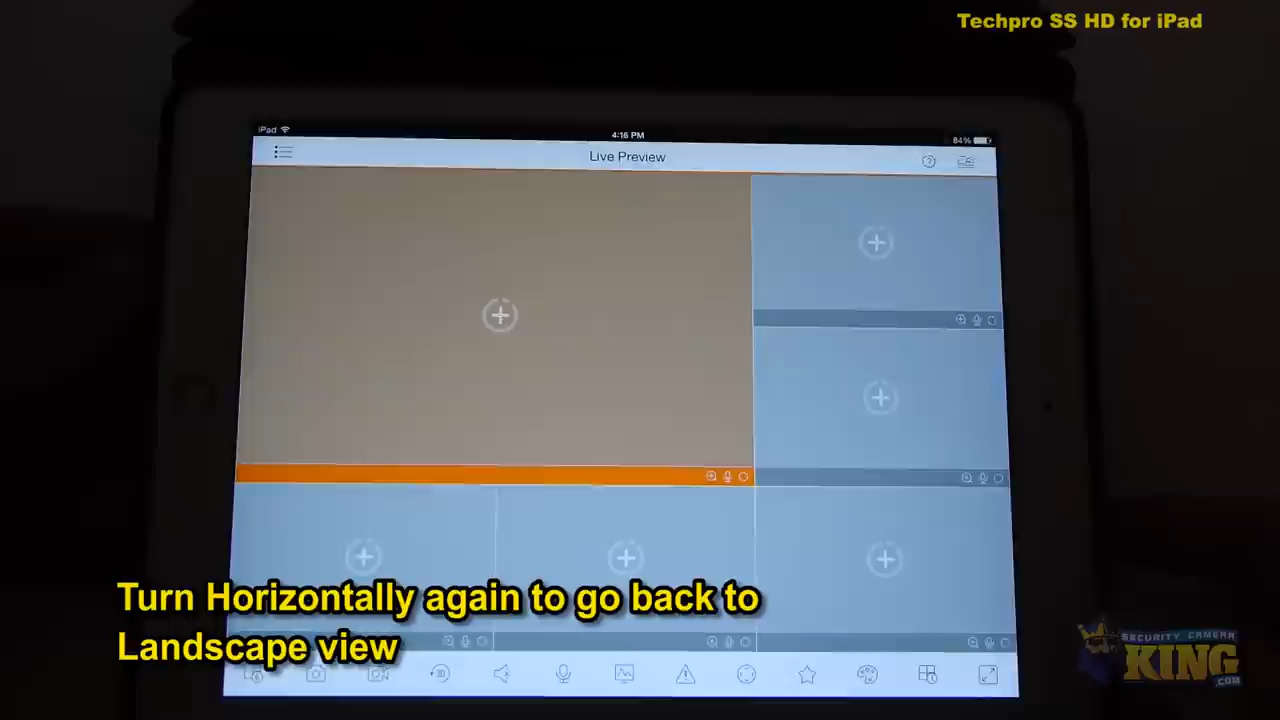 Techpro SS HD for iPad
iPad
4:16 PM
84%
Live Preview
Turn Horizontally again to go back to
Landscape view
SECURITY CAMERA
KING
.COM